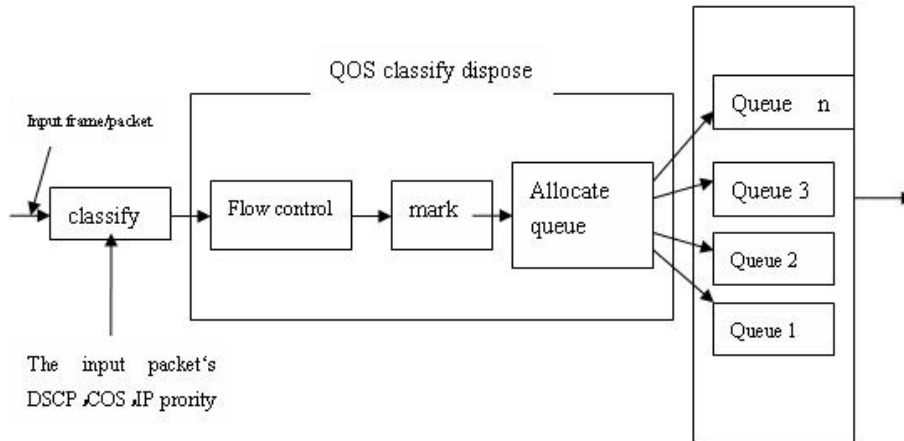 QOS classify dispose
Input frame/packet
classify
Flow control
mark
Allocate
queue
Queue n
Queue 3
Queue 2
Queue 1
The input packet‘s
DSCP ,COS ,IP prority